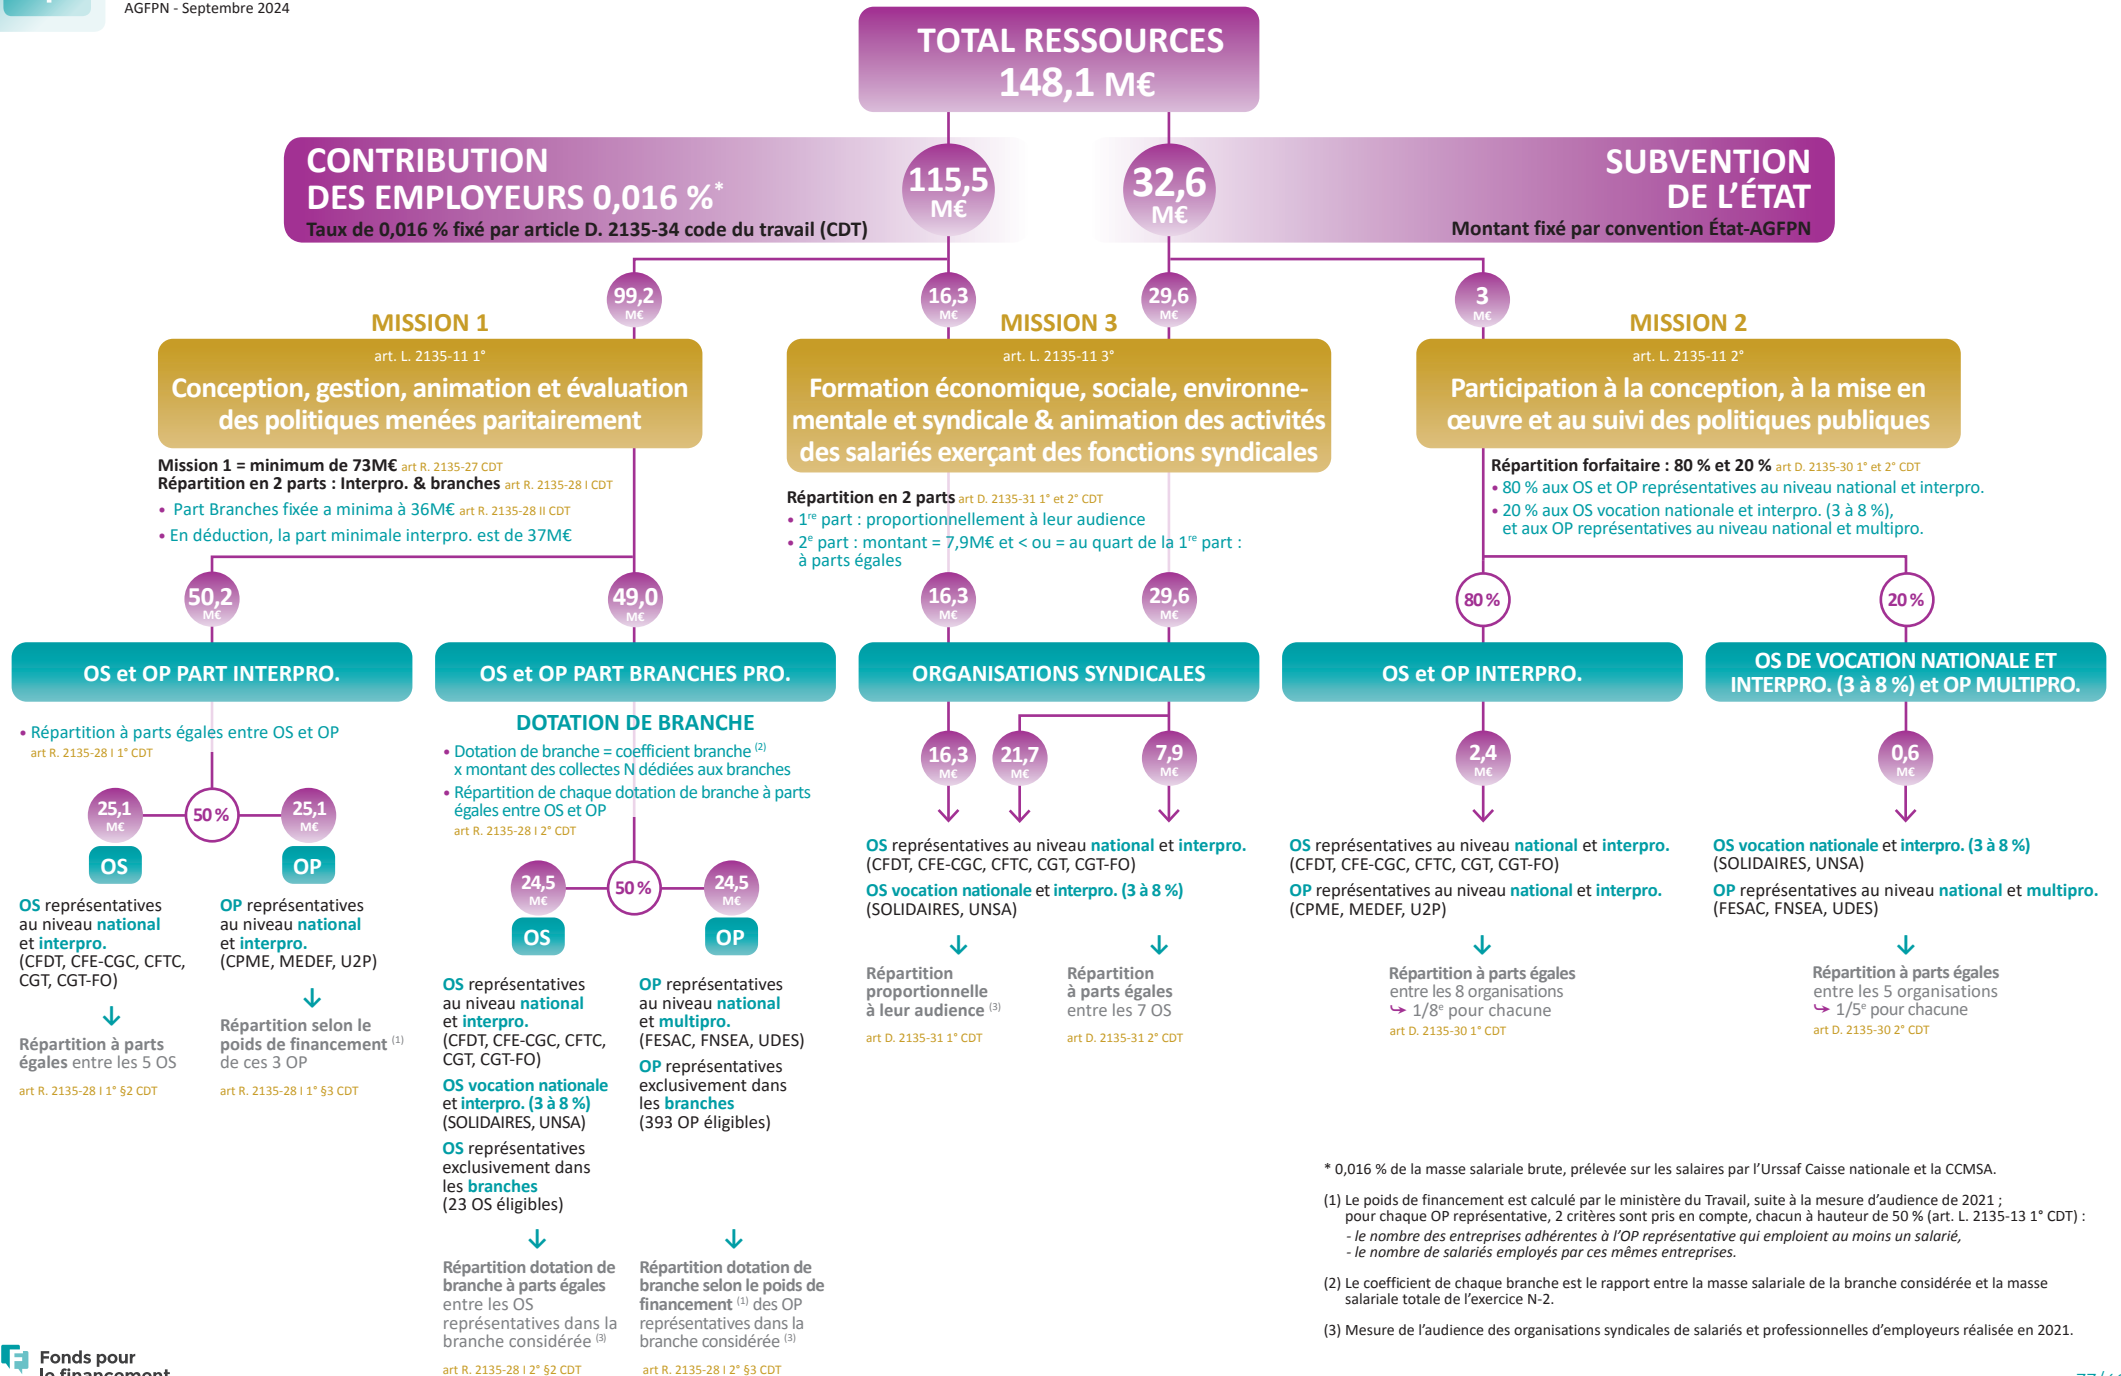 AGFPN - Septembre 2024
TOTAL RESSOURCES
148,1 M€
CONTRIBUTION
DES EMPLOYEURS 0,016 %*
Taux de 0,016 % fixé par article D. 2135-34 code du travail (CDT)
115,5
M€
32,6
M€
SUBVENTION
DE L'ÉTAT
Montant fixé par convention État-AGFPN
99,2
M€
16,3
M€
29,6
M€
3
M€
MISSION 1
art. L. 2135-11 1°
Conception, gestion, animation et évaluation
des politiques menées paritairement
Mission 1 = minimum de 73M€ art R. 2135-27 CDT
Répartition en 2 parts : Interpro. & branches art R. 2135-28 I CDT
• Part Branches fixée a minima à 36M€ art R. 2135-28 II CDT
• En déduction, la part minimale interpro. est de 37M€
MISSION 3
art. L. 2135-11 3°
Formation économique, sociale, environne-
mentale et syndicale & animation des activités
des salariés exerçant des fonctions syndicales
Répartition en 2 parts art D. 2135-31 1° et 2° CDT
• 1re part : proportionnellement à leur audience
• 2e part : montant = 7,9M€ et < ou = au quart de la 1re part :
à parts égales
MISSION 2
art. L. 2135-11 2°
Participation à la conception, à la mise en
œuvre et au suivi des politiques publiques
Répartition forfaitaire : 80 % et 20 % art D. 2135-30 1° et 2° CDT
• 80 % aux OS et OP représentatives au niveau national et interpro.
• 20 % aux OS vocation nationale et interpro. (3 à 8 %),
et aux OP représentatives au niveau national et multipro.
50,2
M€
49,0
M€
16,3
M€
29,6
M€
80 %
20 %
OS et OP PART INTERPRO.
• Répartition à parts égales entre OS et OP
art R. 2135-28 I 1° CDT
25,1
M€
50 %
25,1
M€
OS
OP
OS représentatives
au niveau national
et interpro.
(CFDT, CFE-CGC, CFTC,
CGT, CGT-FO)
Répartition à parts
égales entre les 5 OS
art R. 2135-28 I 1° §2 CDT
OP représentatives
au niveau national
et interpro.
(CPME, MEDEF, U2P)
Répartition selon le
poids de financement (1)
de ces 3 OP
art R. 2135-28 I 1° §3 CDT
OS et OP PART BRANCHES PRO.
DOTATION DE BRANCHE
• Dotation de branche = coefficient branche (2)
x montant des collectes N dédiées aux branches
• Répartition de chaque dotation de branche à parts
égales entre OS et OP
art R. 2135-28 I 2° CDT
24,5
M€
50 %
24,5
M€
OS
OP
OS représentatives
au niveau national
et interpro.
(CFDT, CFE-CGC, CFTC,
CGT, CGT-FO)
OS vocation nationale
et interpro. (3 à 8 %)
(SOLIDAIRES, UNSA)
OS représentatives
exclusivement dans
les branches
(23 OS éligibles)
Répartition dotation de
branche à parts égales
entre les OS
représentatives dans la
branche considérée (3)
art R. 2135-28 I 2° §2 CDT
OP représentatives
au niveau national
et multipro.
(FESAC, FNSEA, UDES)
OP représentatives
exclusivement dans
les branches
(393 OP éligibles)
Répartition dotation de
branche selon le poids de
financement (1) des OP
représentatives dans la
branche considérée (3)
art R. 2135-28 I 2° §3 CDT
ORGANISATIONS SYNDICALES
16,3
M€
21,7
M€
7,9
M€
OS représentatives au niveau national et interpro.
(CFDT, CFE-CGC, CFTC, CGT, CGT-FO)
OS vocation nationale et interpro. (3 à 8 %)
(SOLIDAIRES, UNSA)
Répartition
proportionnelle
à leur audience (3)
art D. 2135-31 1° CDT
Répartition
à parts égales
entre les 7 OS
art D. 2135-31 2° CDT
OS et OP INTERPRO.
2,4
M€
OS représentatives au niveau national et interpro.
(CFDT, CFE-CGC, CFTC, CGT, CGT-FO)
OP représentatives au niveau national et interpro.
(CPME, MEDEF, U2P)
Répartition à parts égales
entre les 8 organisations
↪ 1/8e pour chacune
art D. 2135-30 1° CDT
OS DE VOCATION NATIONALE ET
INTERPRO. (3 à 8 %) et OP MULTIPRO.
0,6
M€
OS vocation nationale et interpro. (3 à 8 %)
(SOLIDAIRES, UNSA)
OP représentatives au niveau national et multipro.
(FESAC, FNSEA, UDES)
Répartition à parts égales
entre les 5 organisations
↪ 1/5e pour chacune
art D. 2135-30 2° CDT
* 0,016 % de la masse salariale brute, prélevée sur les salaires par l'Urssaf Caisse nationale et la CCMSA.
(1) Le poids de financement est calculé par le ministère du Travail, suite à la mesure d'audience de 2021 ;
pour chaque OP représentative, 2 critères sont pris en compte, chacun à hauteur de 50 % (art. L. 2135-13 1° CDT) :
- le nombre des entreprises adhérentes à l'OP représentative qui emploient au moins un salarié,
- le nombre de salariés employés par ces mêmes entreprises.
(2) Le coefficient de chaque branche est le rapport entre la masse salariale de la branche considérée et la masse
salariale totale de l'exercice N-2.
(3) Mesure de l'audience des organisations syndicales de salariés et professionnelles d'employeurs réalisée en 2021.
Fonds pour
le financement